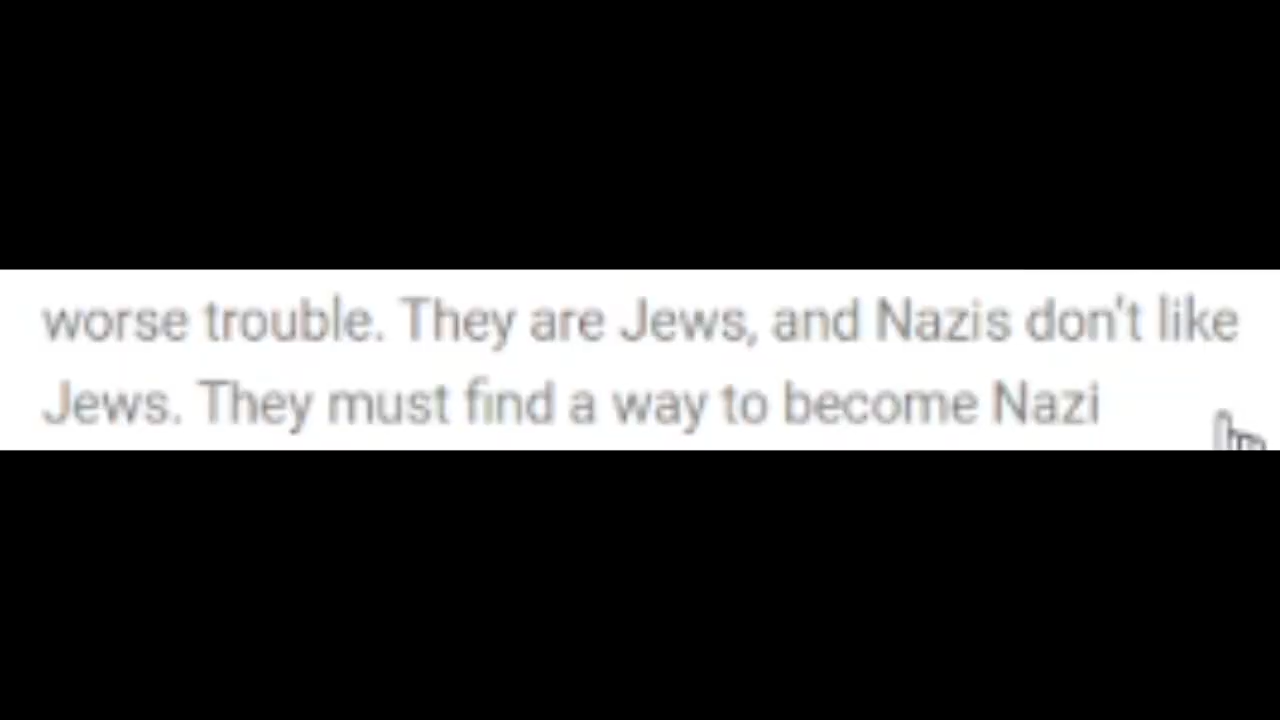 worse trouble. They are Jews, and Nazis don't like
Jews. They must find a way to become Nazi